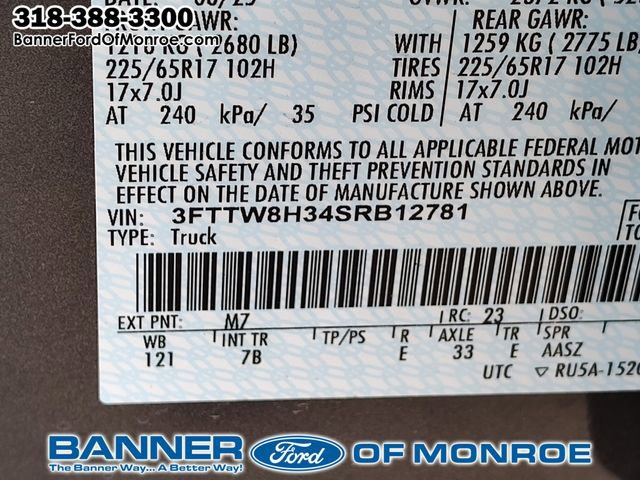 318-388-3300
BannerFordOfMonroe.com
REAR GAWR:
( 2680 LB) WITH 1259 KG ( 2775 LB)
225/65R17 102H TIRES 225/65R17 102H
17x7.0J RIMS 17x7.0J
AT 240 kPa/ 35 PSI COLD AT 240 kPa/
THIS VEHICLE CONFORMS TO ALL APPLICABLE FEDERAL MOT
VEHICLE SAFETY AND THEFT PREVENTION STANDARDS IN
EFFECT ON THE DATE OF MANUFACTURE SHOWN ABOVE.
VIN: 3FTTW8H34SRB12781
TYPE: Truck
EXT PNT: M7 RC: 23 DSO:
WB INT TR TP/PS R AXLE TR SPR
121 7B E 33 E AASZ
UTC ▽ RU5A-1520
BANNER Ford OF MONROE
The Banner Way... A Better Way!